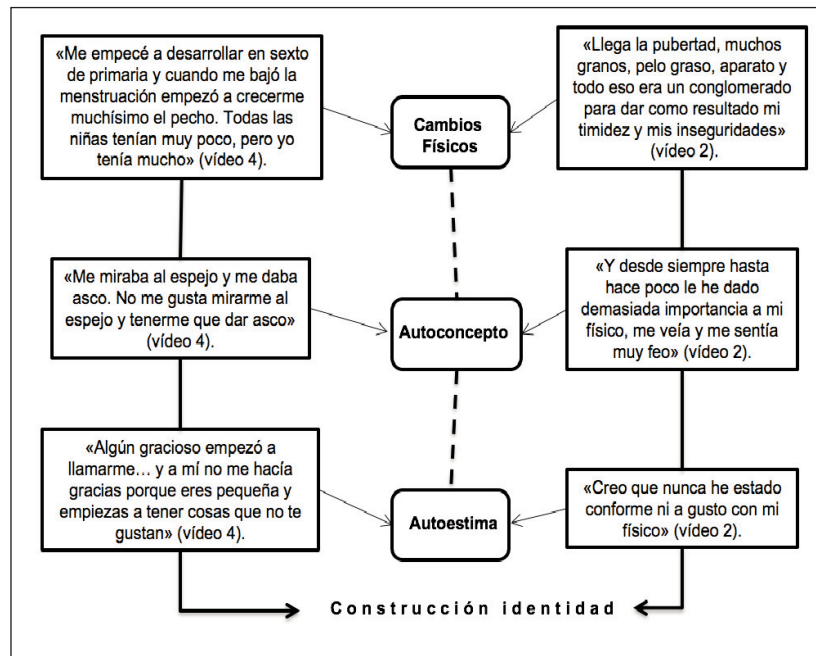 «Me empecé a desarrollar en sexto
de primaria y cuando me bajó la
menstruación empezó a crecerme
muchísimo el pecho. Todas las
niñas tenían muy poco, pero yo
tenía mucho» (vídeo 4).
Cambios
Físicos
«Llega la pubertad, muchos
granos, pelo graso, aparato y
todo eso era un conglomerado
para dar como resultado mi
timidez y mis inseguridades»
(vídeo 2).
«Me miraba al espejo y me daba
asco. No me gusta mirarme al
espejo y tenerme que dar asco»
(vídeo 4).
Autoconcepto
«Y desde siempre hasta
hace poco le he dado
demasiada importancia a mi
físico, me veía y me sentía
muy feo» (vídeo 2).
«Algún gracioso empezó a
llamarme… y a mí no me hacía
gracias porque eres pequeña y
empiezas a tener cosas que no te
gustan» (vídeo 4).
Autoestima
«Creo que nunca he estado
conforme ni a gusto con mi
físico» (vídeo 2).
Construcción identidad